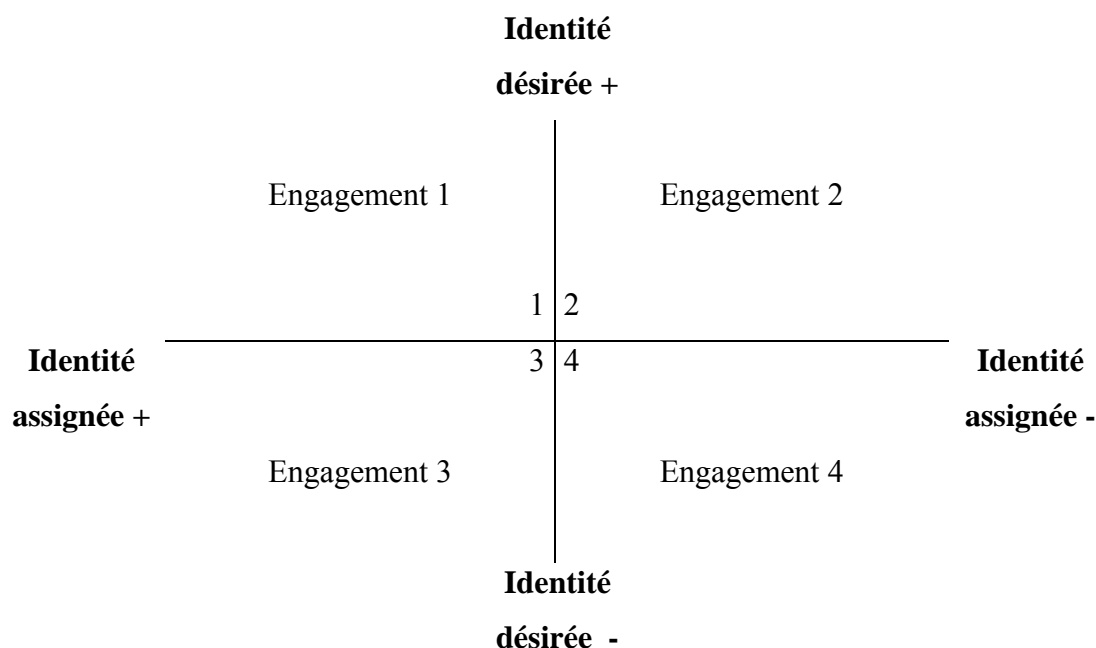 Identité
désirée +
Engagement 1
Engagement 2
1 2
Identité
assignée +
3 4
Identité
assignée -
Engagement 3
Engagement 4
Identité
désirée -